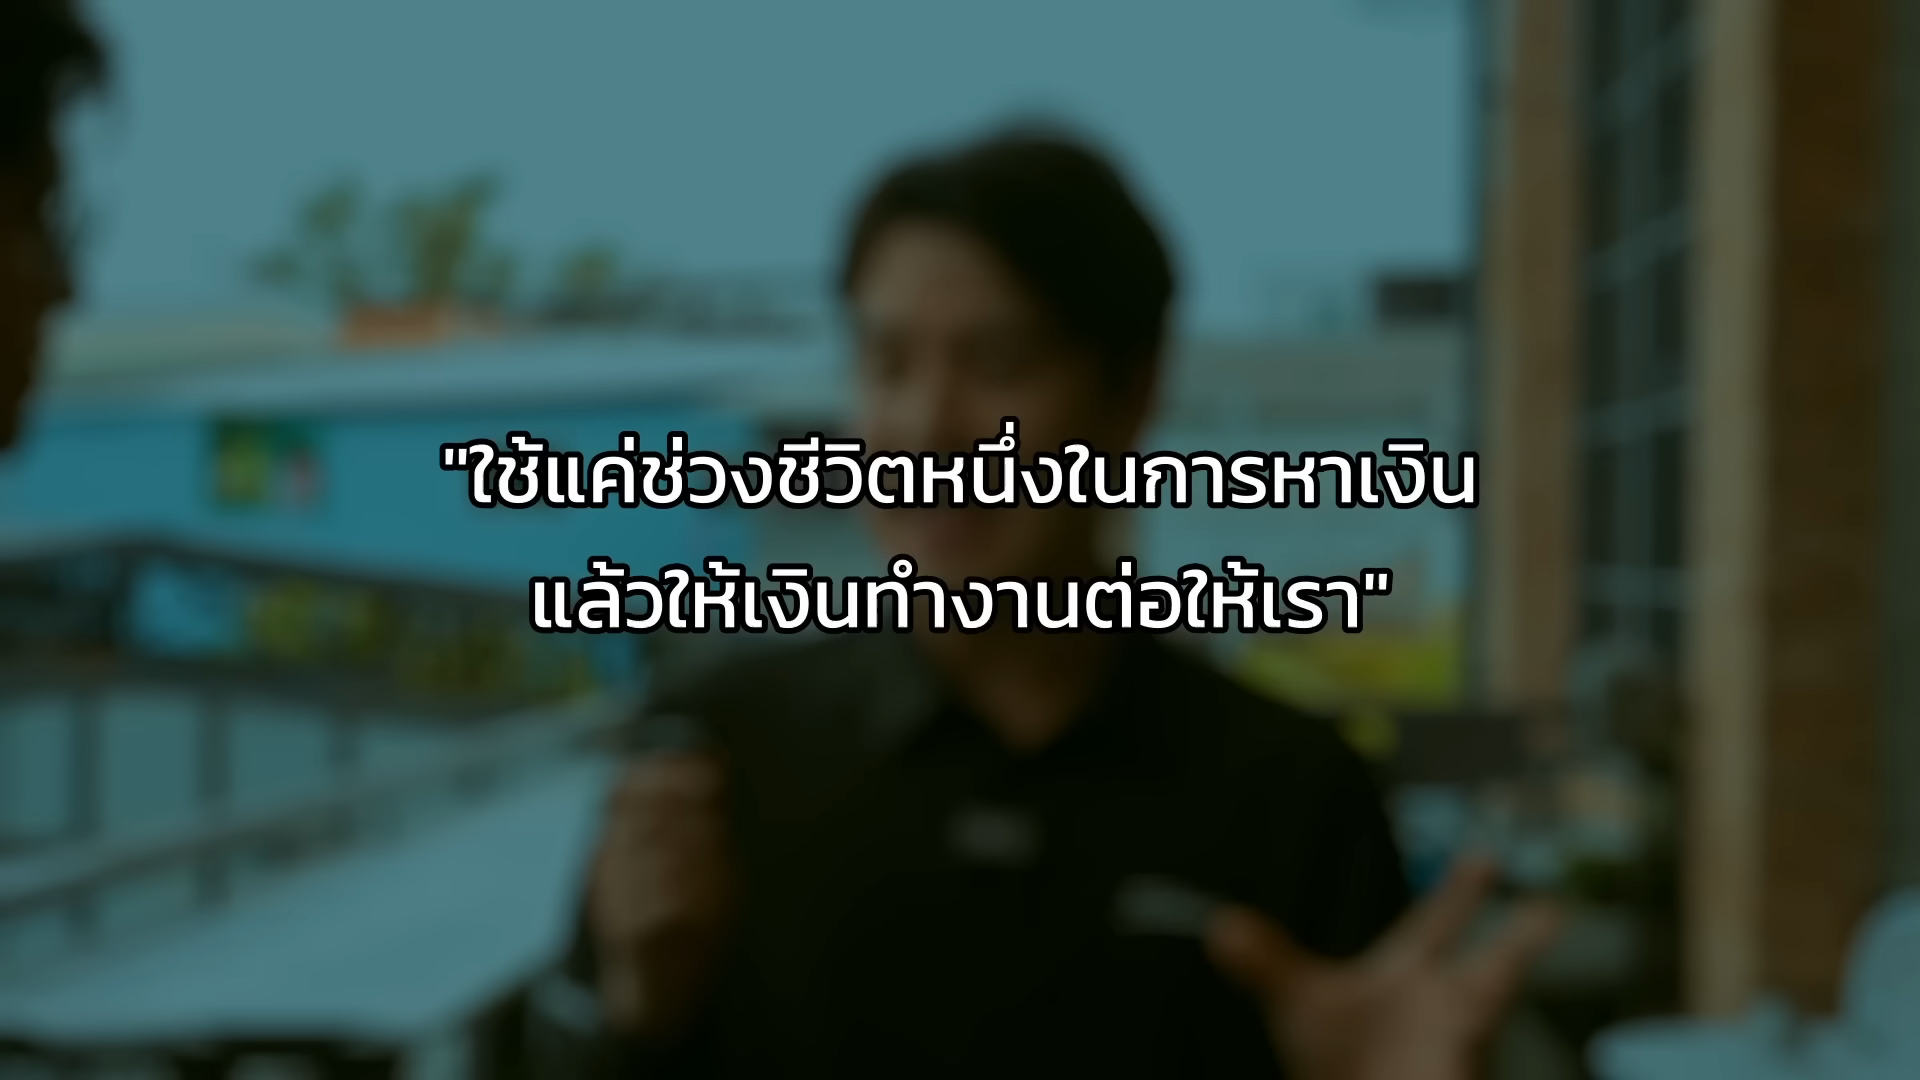 "ใช้แค่ช่วงชีวิตหนึ่งในการหาเงิน
แล้วให้เงินทำงานต่อให้เรา"